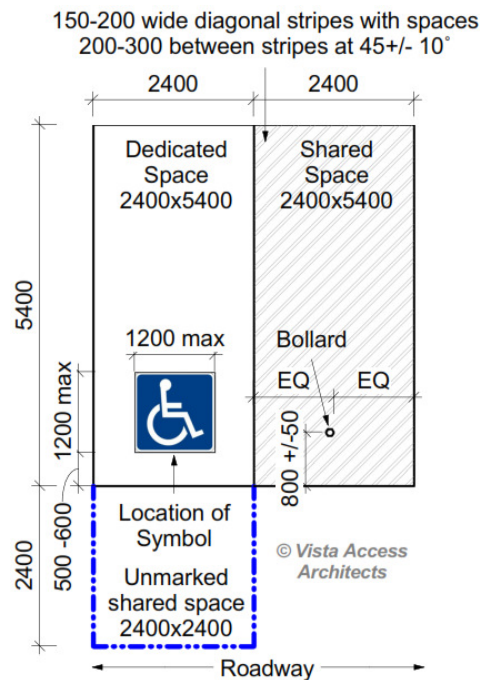 150-200 wide diagonal stripes with spaces
200-300 between stripes at 45+/- 10°
2400
2400
Dedicated
Space
2400x5400
Shared
Space
2400x5400
5400
1200 max
Bollard
EQ
EQ
1200 max
800 +/-50
500 -600
Location of
Symbol
2400
Unmarked
shared space
2400x2400
© Vista Access
Architects
Roadway